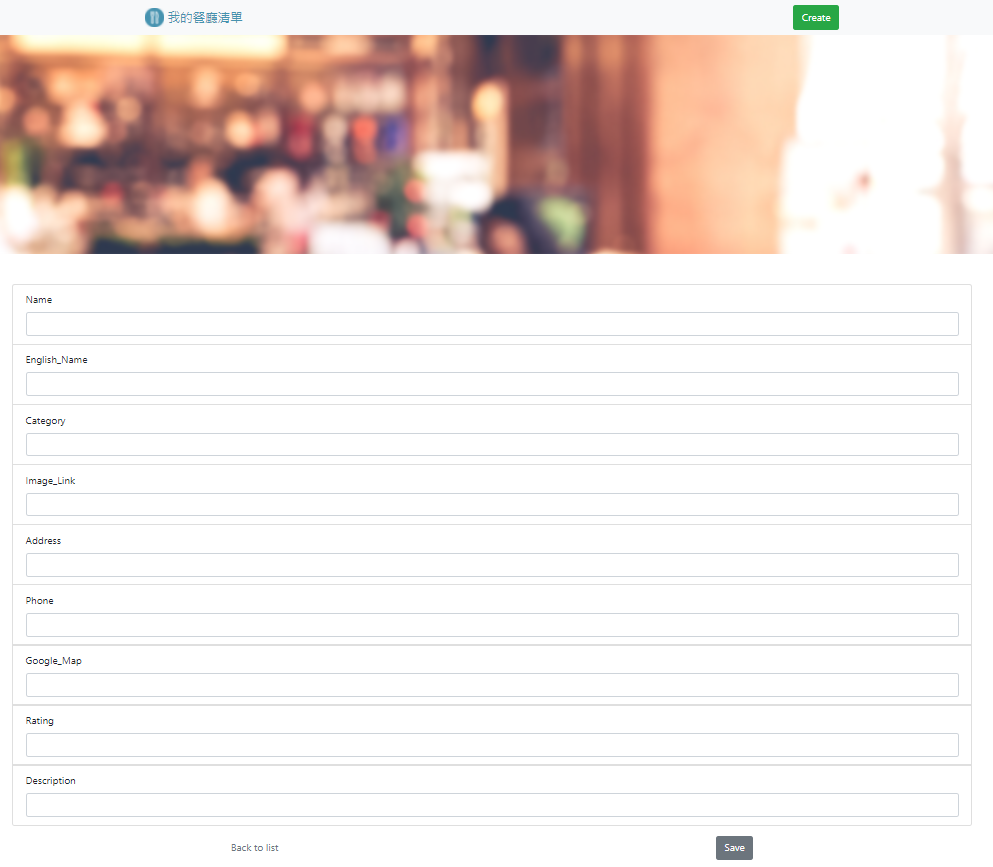 我的餐廳清單
Create
Name
English_Name
Category
Image_Link
Address
Phone
Google_Map
Rating
Description
Back to list
Save